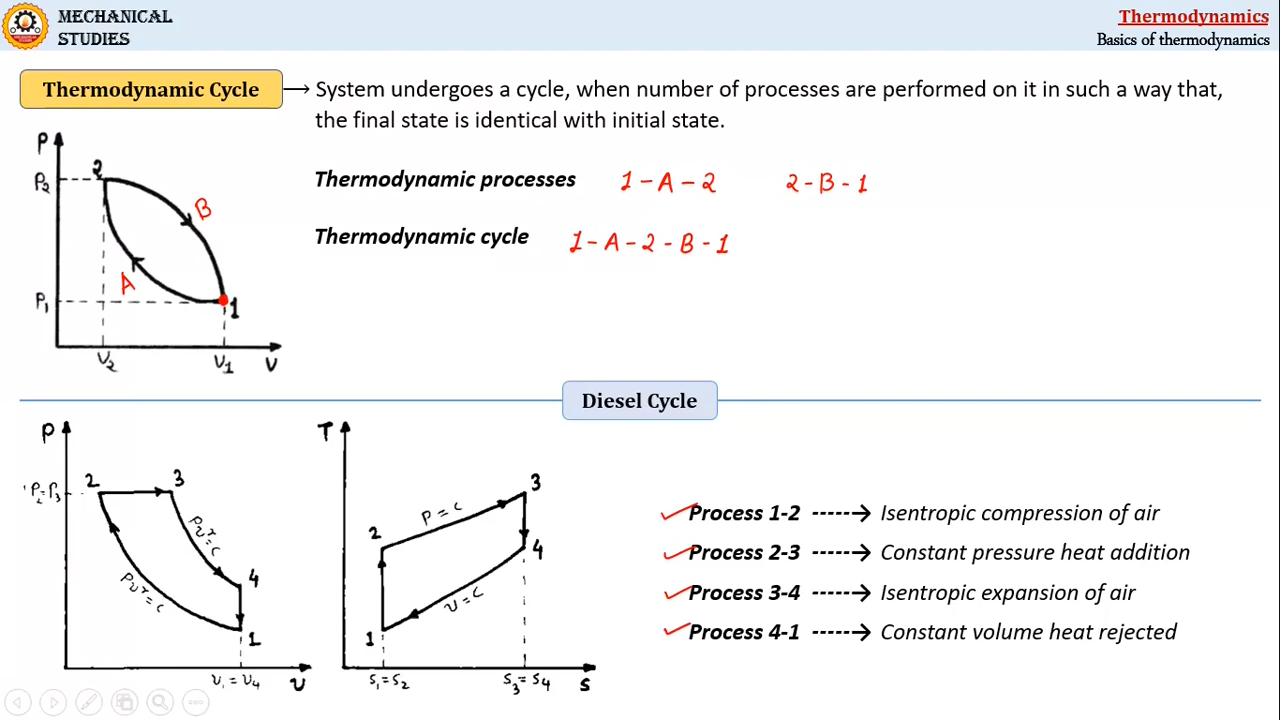 MECHANICAL
STUDIES
Thermodynamics
Basics of thermodynamics
Thermodynamic Cycle → System undergoes a cycle, when number of processes are performed on it in such a way that,
the final state is identical with initial state.
P
2
P₂
B
A
P₁
1
V₂
V₁
V
Thermodynamic processes 1-A-2 2-B-1
Thermodynamic cycle 1-A-2-B-1
Diesel Cycle
P
2
3
P₂=P₃
Pvᵞ=C
4
Pvᵞ=C
1
V₁=V₄
V
T
3
P=C
2
4
V=C
1
S₁=S₂
S₃=S₄
S
Process 1-2 ------→ Isentropic compression of air
Process 2-3 ------→ Constant pressure heat addition
Process 3-4 ------→ Isentropic expansion of air
Process 4-1 ------→ Constant volume heat rejected